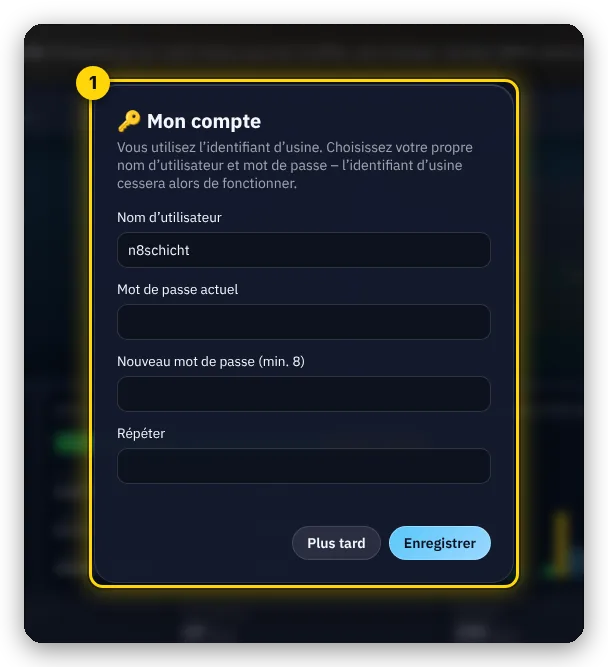 1
🔑 Mon compte
Vous utilisez l’identifiant d’usine. Choisissez votre propre
nom d’utilisateur et mot de passe – l’identifiant d’usine
cessera alors de fonctionner.
Nom d’utilisateur
n8schicht
Mot de passe actuel
Nouveau mot de passe (min. 8)
Répéter
Plus tard
Enregistrer